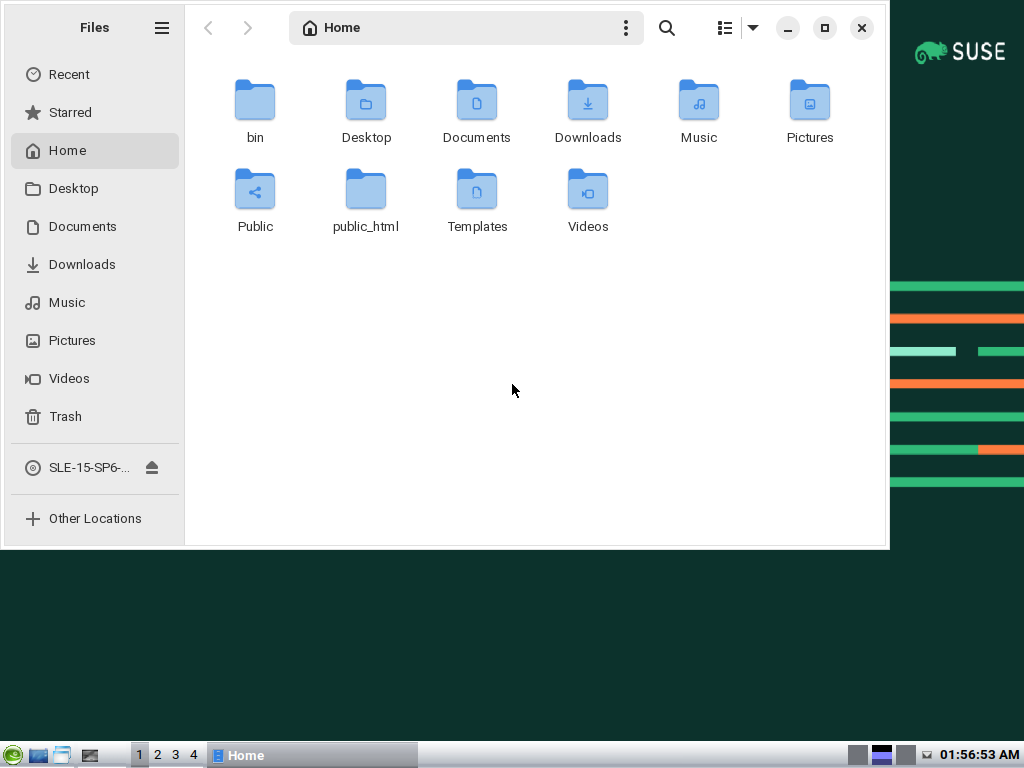 Files
Home
SUSE
Recent
Starred
Home
Desktop
Documents
Downloads
Music
Pictures
Videos
Trash
SLE-15-SP6-...
Other Locations
bin
Desktop
Documents
Downloads
Music
Pictures
Public
public_html
Templates
Videos
1 2 3 4
Home
01:56:53 AM